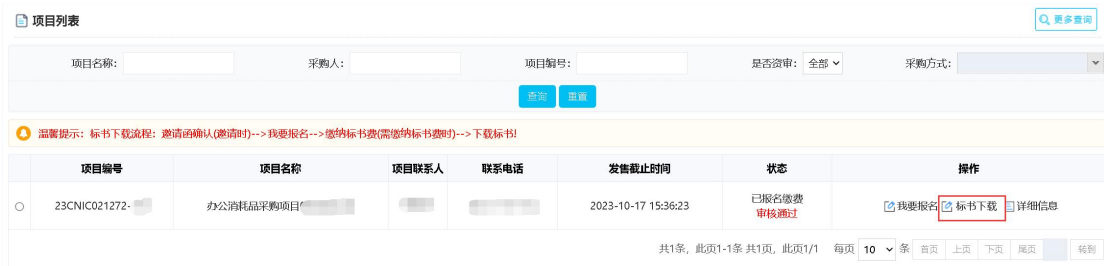 项目列表
更多查询
项目名称: 采购人: 项目编号: 是否资审: 全部 采购方式:
查询 重置
温馨提示：标书下载流程：邀请函确认(邀请时)-->我要报名-->缴纳标书费(需缴纳标书费时)-->下载标书!
项目编号 项目名称 项目联系人 联系电话 发售截止时间 状态 操作
23CNIC021272- 办公消耗品采购项目 2023-10-17 15:36:23 已报名缴费 我要报名 标书下载 详细信息
审核通过
共1条, 此页1-1条 共1页, 此页1/1 每页 10 条 首页 上页 下页 尾页 转到